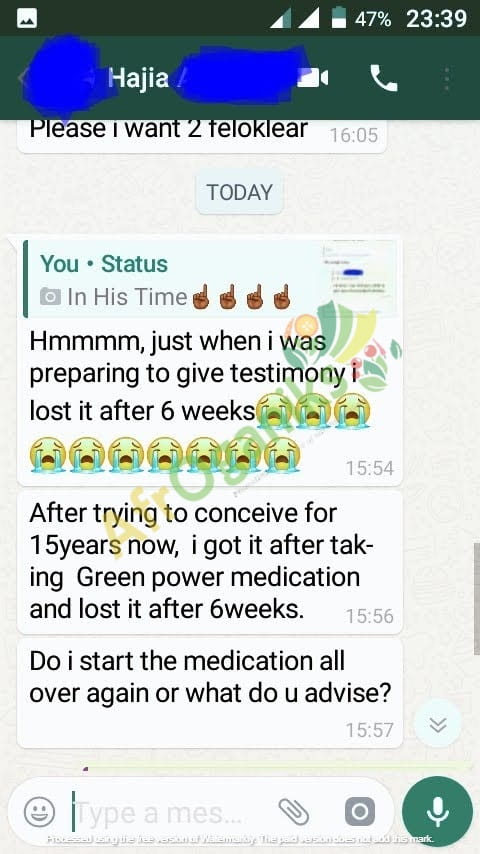 47% 23:39
Hajia
Please i want 2 feloklear 16:05
TODAY
You • Status
In His Time☝🏾☝🏾☝🏾☝🏾
Hmmmm, just when i was
preparing to give testimony i
lost it after 6 weeks😭😭😭
😭😭😭😭😭😭😭 15:54
AfrOganiks
After trying to conceive for
15years now, i got it after tak-
ing Green power medication
and lost it after 6weeks. 15:56
Do i start the medication all
over again or what do u advise?
15:57
Type a mes...
Processed using the free version of Watermarkly. The paid version does not add this mark.